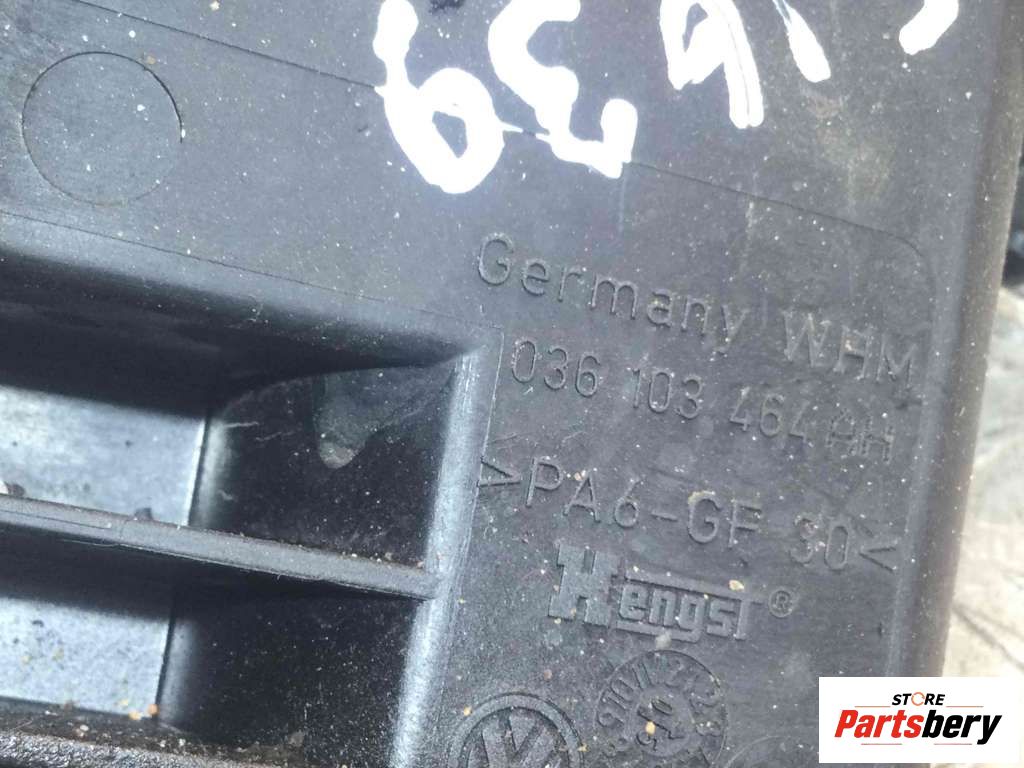 Germany WHM
036 103 464 AH
>PA6-GF 30<
Hengst®
STORE
Partsbery